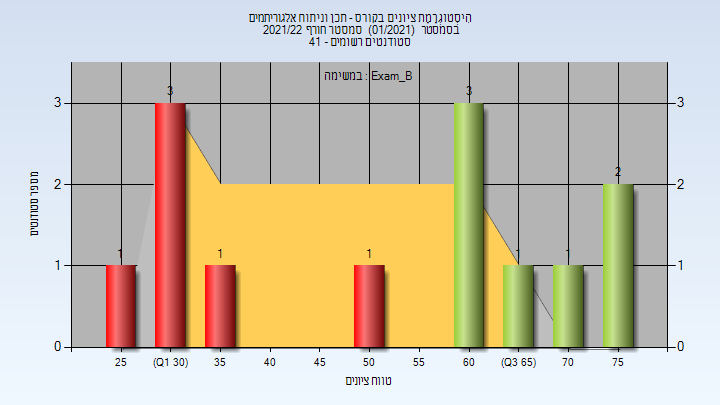 היסטוגרמת ציונים בקורס - תכן וניתוח אלגוריתמים
בסמסטר (01/2021) סמסטר חורף 2021/22
סטודנטים רשומים - 41
במשימה : Exam_B
מספר סטודנטים
3 3 3 3
2 2 2
1 1 1 1 1 1 1
0 0
25 (Q1 30) 35 40 45 50 55 60 (Q3 65) 70 75
טווח ציונים